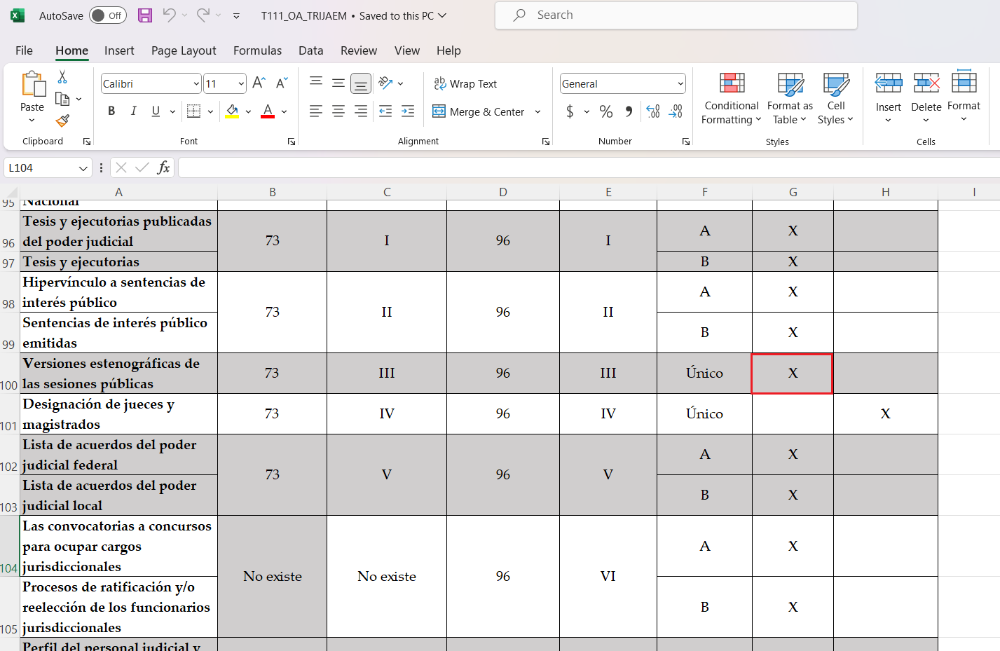 AutoSave Off T111_OA_TRIJAEM • Saved to this PC Search
File Home Insert Page Layout Formulas Data Review View Help
Paste
Clipboard
Calibri 11
B I U
Font
Wrap Text
Merge & Center
Alignment
General
$ % 9
Number
Conditional Formatting
Format as Table
Cell Styles
Styles
Insert Delete Format
Cells
L104 fx
A B C D E F G H I
95 Nacional
Tesis y ejecutorias publicadas
96 del poder judicial 73 I 96 I A X
97 Tesis y ejecutorias B X
Hipervínculo a sentencias de
98 interés público 73 II 96 II A X
Sentencias de interés público
99 emitidas B X
Versiones estenográficas de
100 las sesiones públicas 73 III 96 III Único X
Designación de jueces y
101 magistrados 73 IV 96 IV Único X
Lista de acuerdos del poder
102 judicial federal 73 V 96 V A X
Lista de acuerdos del poder
103 judicial local B X
Las convocatorias a concursos
para ocupar cargos A X
104 jurisdiccionales No existe No existe 96 VI
Procesos de ratificación y/o
reelección de los funcionarios B X
105 jurisdiccionales
Perfil del personal judicial y